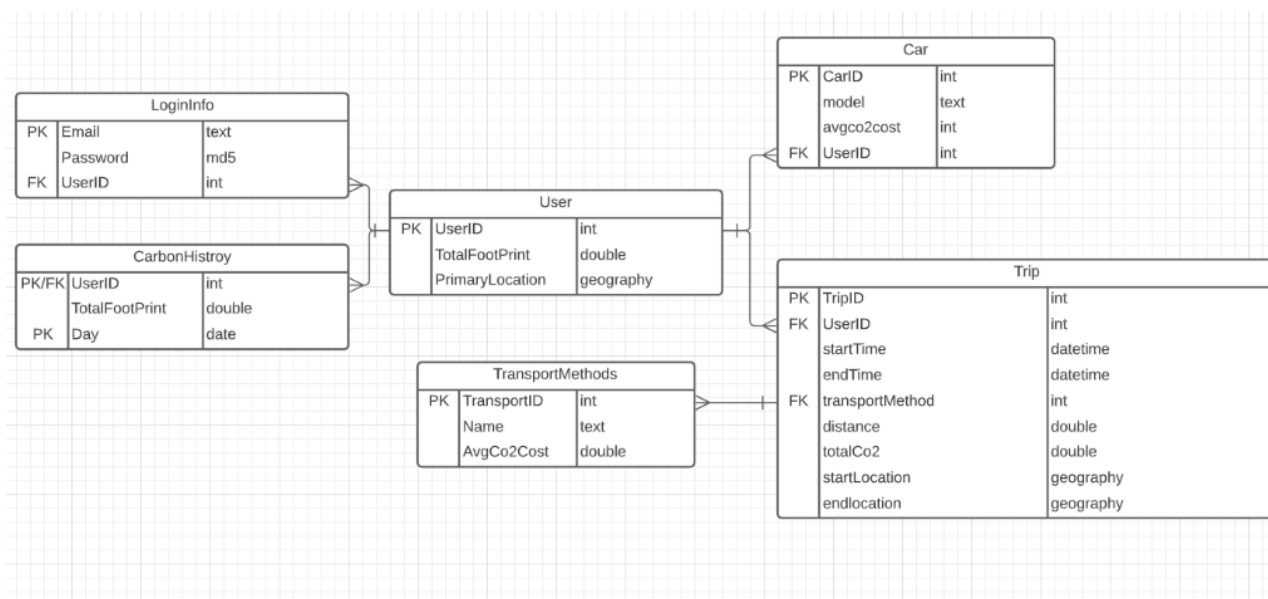 LoginInfo
PK Email text
Password md5
FK UserID int
CarbonHistroy
PK/FK UserID int
TotalFootPrint double
PK Day date
User
PK UserID int
TotalFootPrint double
PrimaryLocation geography
TransportMethods
PK TransportID int
Name text
AvgCo2Cost double
Car
PK CarID int
model text
avgco2cost int
FK UserID int
Trip
PK TripID int
FK UserID int
startTime datetime
endTime datetime
FK transportMethod int
distance double
totalCo2 double
startLocation geography
endlocation geography